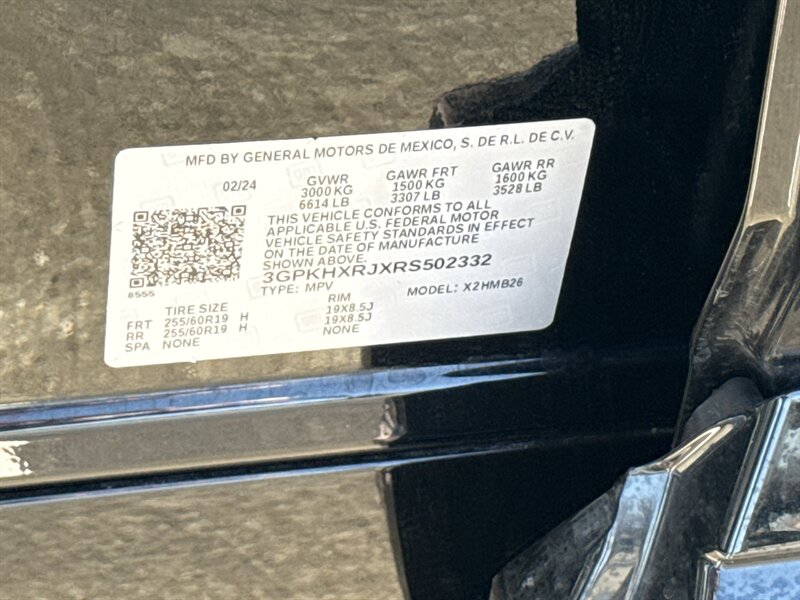 MFD BY GENERAL MOTORS DE MEXICO, S. DE R.L. DE C.V.
02/24 GVWR GAWR FRT GAWR RR
3000 KG 1500 KG 1600 KG
6614 LB 3307 LB 3528 LB
THIS VEHICLE CONFORMS TO ALL
APPLICABLE U.S. FEDERAL MOTOR
VEHICLE SAFETY STANDARDS IN EFFECT
ON THE DATE OF MANUFACTURE
SHOWN ABOVE.
3GPKHXRJXRS502332
8555
TYPE: MPV MODEL: X2HMB26
TIRE SIZE RIM
FRT 255/60R19 H 19X8.5J
RR 255/60R19 H 19X8.5J
SPA NONE NONE